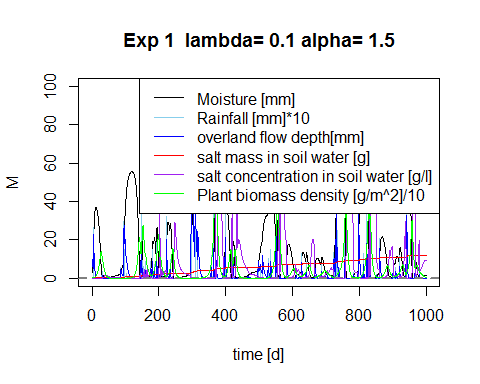 Exp 1 lambda= 0.1 alpha= 1.5
M
100
80
60
40
20
0
Moisture [mm]
Rainfall [mm]*10
overland flow depth[mm]
salt mass in soil water [g]
salt concentration in soil water [g/l]
Plant biomass density [g/m^2]/10
0 200 400 600 800 1000
time [d]